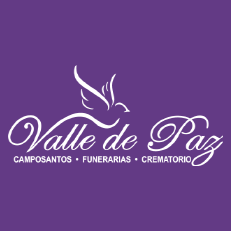 Valle de Paz
CAMPOSANTOS • FUNERARIAS • CREMATORIO